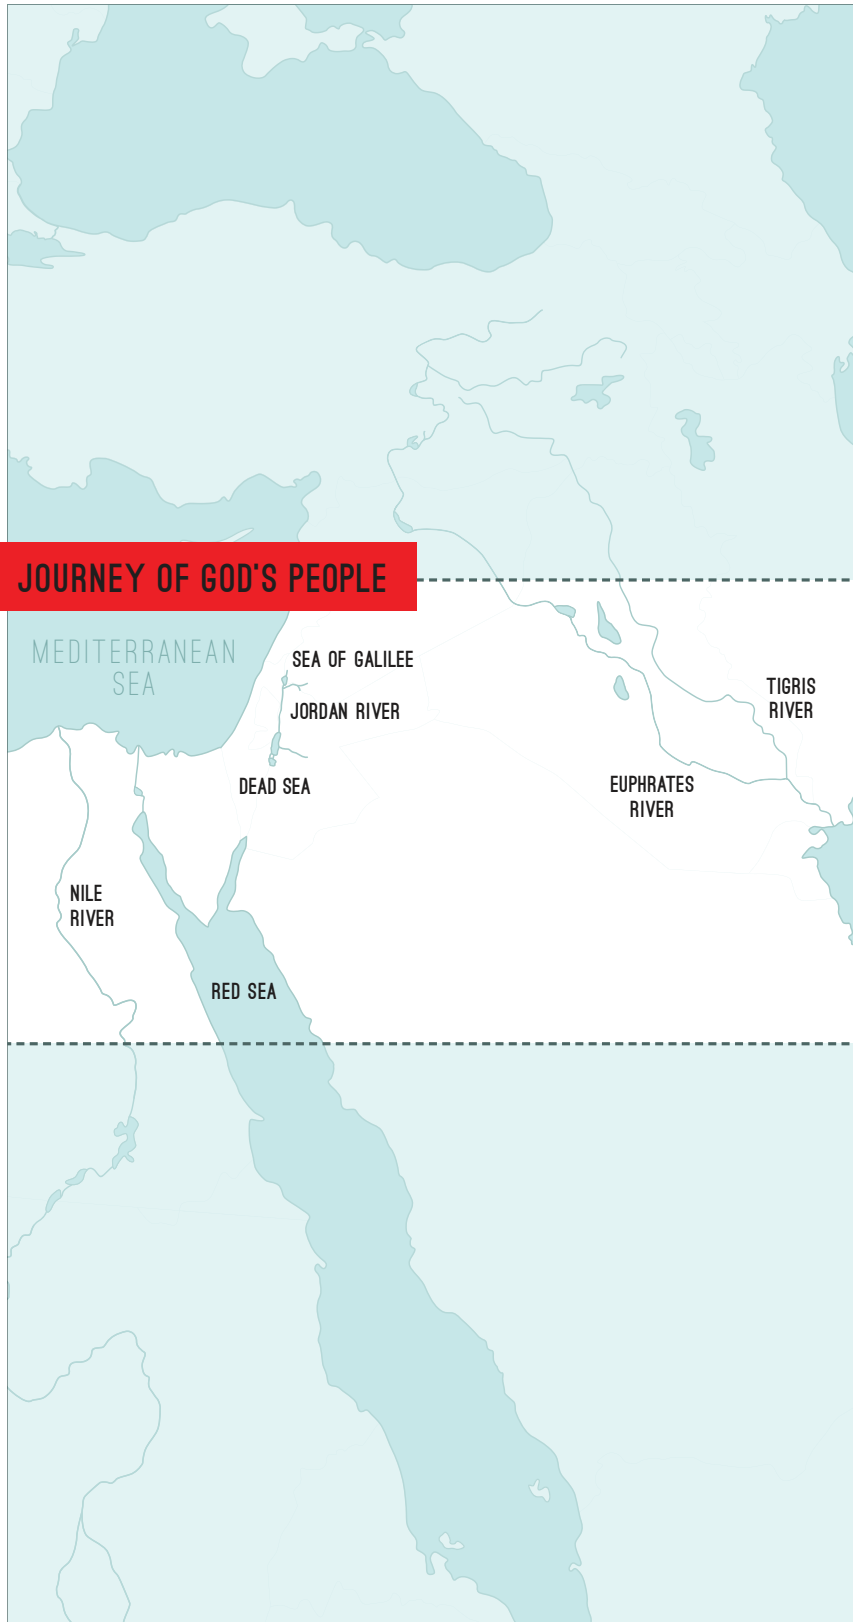 JOURNEY OF GOD'S PEOPLE
MEDITERRANEAN
SEA
SEA OF GALILEE
JORDAN RIVER
DEAD SEA
TIGRIS
RIVER
EUPHRATES
RIVER
NILE
RIVER
RED SEA